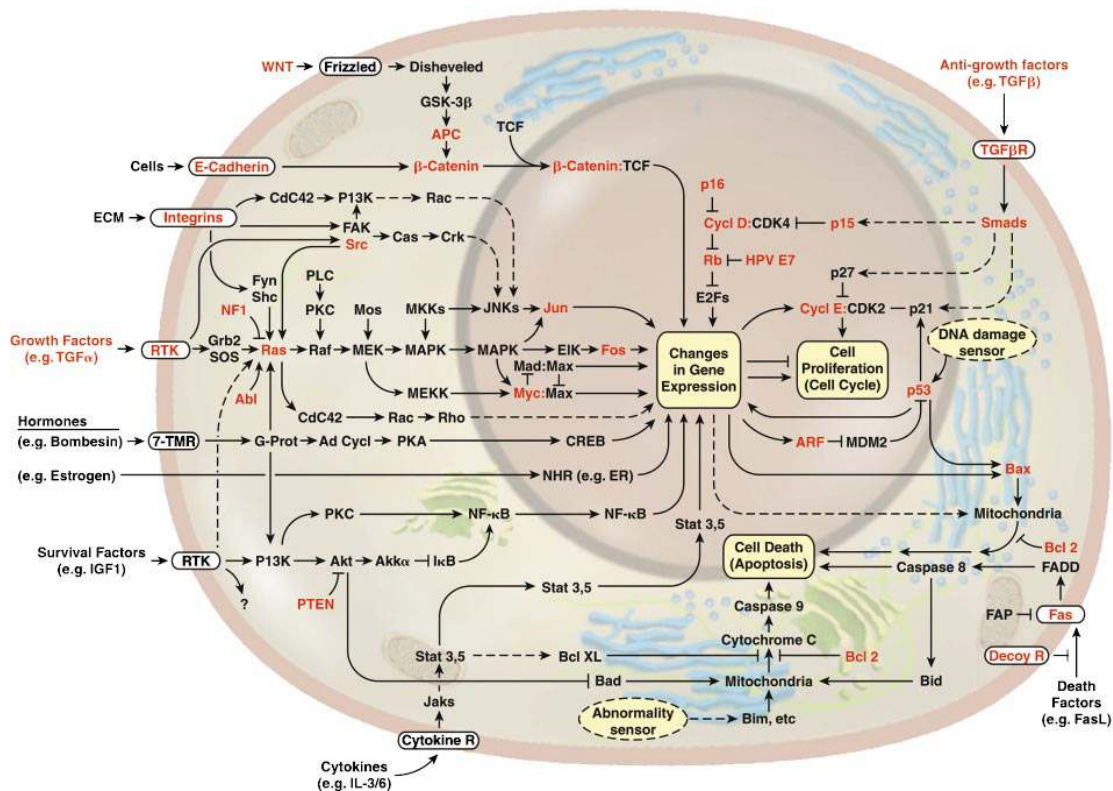 WNT
Frizzled
Disheveled
GSK-3β
APC
TCF
Cells
E-Cadherin
β-Catenin
β-Catenin:TCF
Anti-growth factors
(e.g. TGFβ)
TGFβR
Smads
p16
Cycl D:CDK4
p15
Rb
HPV E7
E2Fs
p27
Cycl E:CDK2
p21
DNA damage
sensor
CdC42
P13K
Rac
ECM
Integrins
FAK
Src
Cas
Crk
Fyn
Shc
PLC
PKC
NF1
Mos
MKKs
JNKs
Jun
Growth Factors
(e.g. TGFα)
RTK
Grb2
SOS
Ras
Raf
MEK
MAPK
MAPK
ElK
Fos
Mad:Max
Abl
MEKK
Myc:Max
CdC42
Rac
Rho
Changes
in Gene
Expression
Cell
Proliferation
(Cell Cycle)
p53
ARF
MDM2
Hormones
(e.g. Bombesin)
7-TMR
G-Prot
Ad Cycl
PKA
CREB
(e.g. Estrogen)
NHR (e.g. ER)
Bax
PKC
NF-κB
NF-κB
Stat 3,5
Mitochondria
Survival Factors
(e.g. IGF1)
RTK
P13K
Akt
Akkα
IκB
?
PTEN
Cell Death
(Apoptosis)
Bcl 2
Caspase 8
FADD
Stat 3,5
Caspase 9
FAP
Fas
Cytochrome C
Stat 3,5
Bcl XL
Bcl 2
Decoy R
Bad
Mitochondria
Bid
Jaks
Abnormality
sensor
Bim, etc
Death
Factors
(e.g. FasL)
Cytokine R
Cytokines
(e.g. IL-3/6)